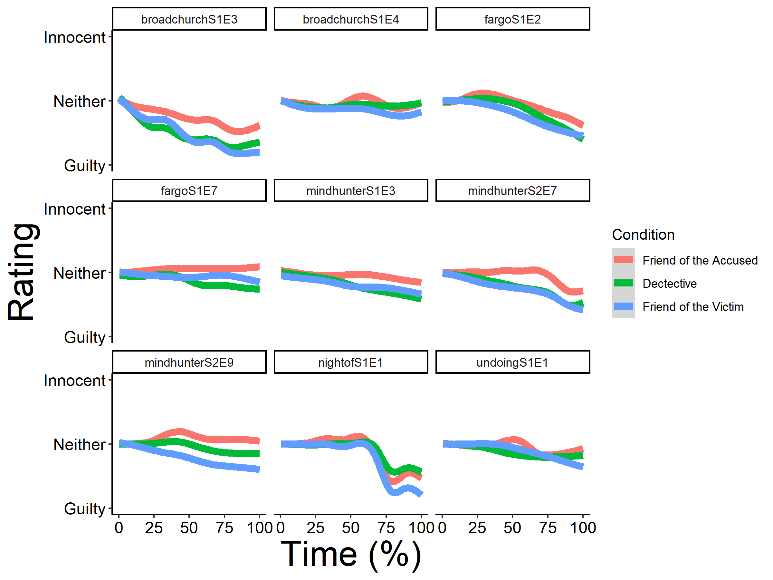 broadchurchS1E3 broadchurchS1E4 fargoS1E2
Innocent
Neither
Guilty
fargoS1E7 mindhunterS1E3 mindhunterS2E7
Innocent
Neither
Guilty
mindhunterS2E9 nightofS1E1 undoingS1E1
Innocent
Neither
Guilty
0 25 50 75 100 0 25 50 75 100 0 25 50 75 100
Time (%)
Rating
Condition
Friend of the Accused
Dectective
Friend of the Victim